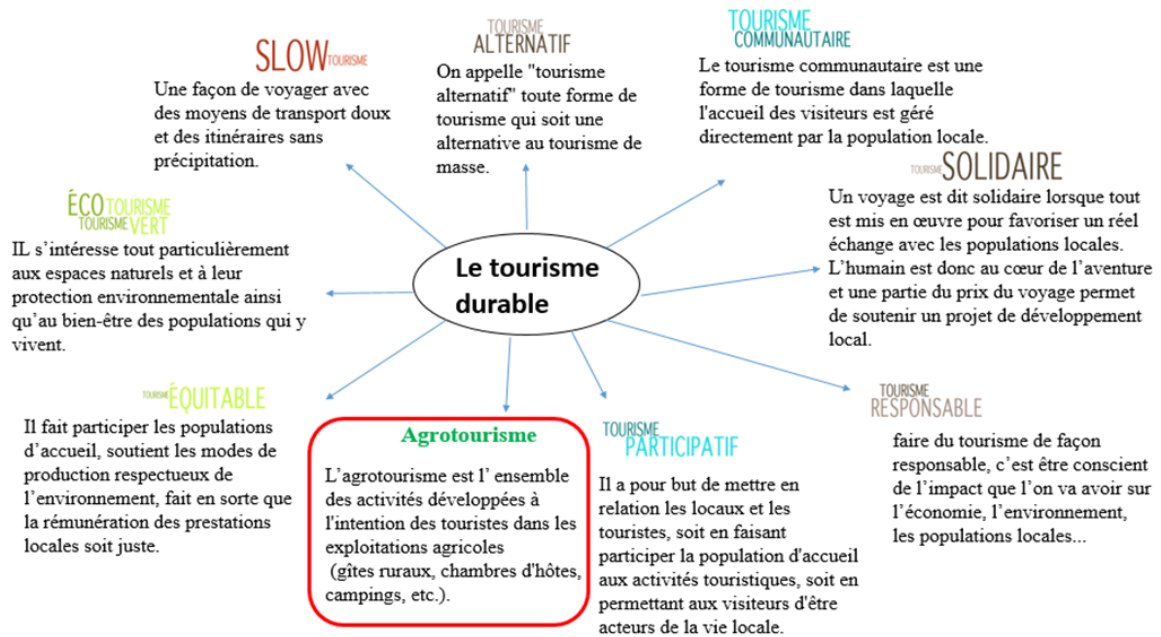 SLOW TOURISME
Une façon de voyager avec
des moyens de transport doux
et des itinéraires sans
précipitation.
TOURISME
ALTERNATIF
On appelle "tourisme
alternatif" toute forme de
tourisme qui soit une
alternative au tourisme de
masse.
TOURISME
COMMUNAUTAIRE
Le tourisme communautaire est une
forme de tourisme dans laquelle
l'accueil des visiteurs est géré
directement par la population locale.
TOURISME SOLIDAIRE
Un voyage est dit solidaire lorsque tout
est mis en œuvre pour favoriser un réel
échange avec les populations locales.
L’humain est donc au cœur de l’aventure
et une partie du prix du voyage permet
de soutenir un projet de développement
local.
ÉCO TOURISME
TOURISME VERT
IL s’intéresse tout particulièrement
aux espaces naturels et à leur
protection environnementale ainsi
qu’au bien-être des populations qui y
vivent.
Le tourisme
durable
TOURISME ÉQUITABLE
Il fait participer les populations
d’accueil, soutient les modes de
production respectueux de
l’environnement, fait en sorte que
la rémunération des prestations
locales soit juste.
Agrotourisme
L’agrotourisme est l’ ensemble
des activités développées à
l'intention des touristes dans les
exploitations agricoles
(gîtes ruraux, chambres d'hôtes,
campings, etc.).
TOURISME
PARTICIPATIF
Il a pour but de mettre en
relation les locaux et les
touristes, soit en faisant
participer la population d'accueil
aux activités touristiques, soit en
permettant aux visiteurs d'être
acteurs de la vie locale.
TOURISME
RESPONSABLE
faire du tourisme de façon
responsable, c’est être conscient
de l’impact que l’on va avoir sur
l’économie, l’environnement,
les populations locales...